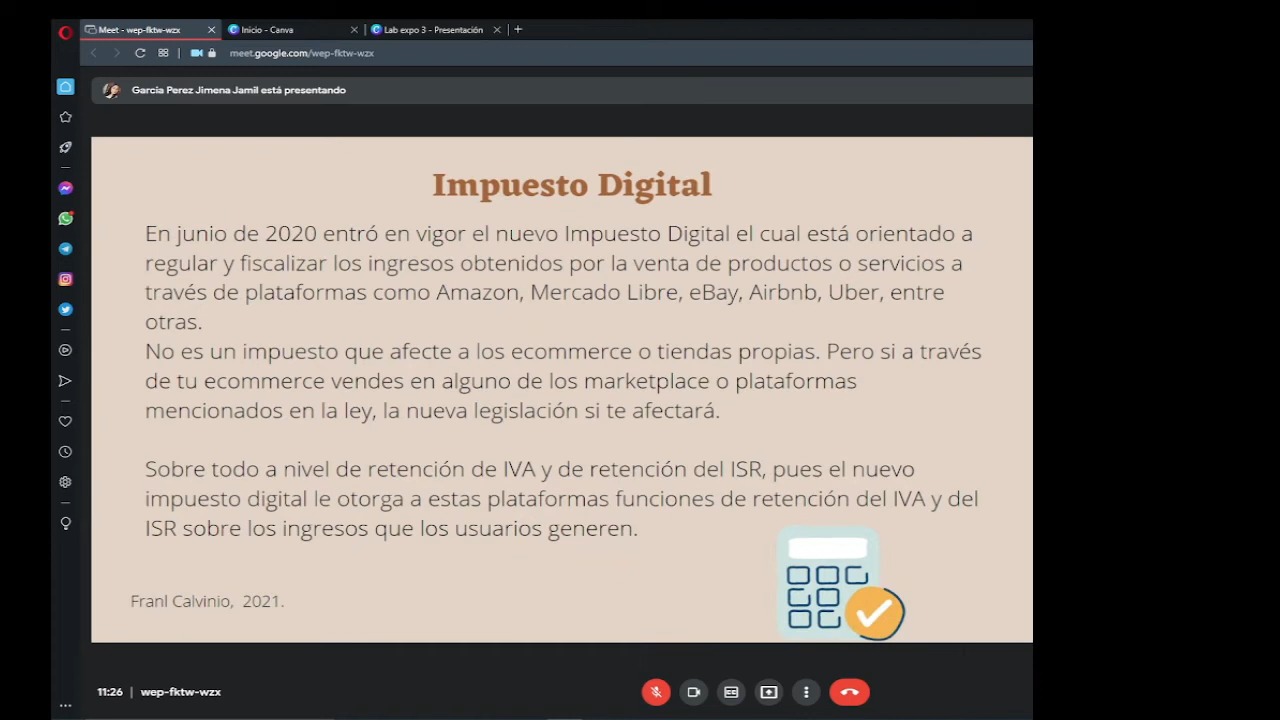 Meet - wep-fktw-wzx
Inicio - Canva
Lab expo 3 - Presentación
meet.google.com/wep-fktw-wzx
Garcia Perez Jimena Jamil está presentando
Impuesto Digital
En junio de 2020 entró en vigor el nuevo Impuesto Digital el cual está orientado a
regular y fiscalizar los ingresos obtenidos por la venta de productos o servicios a
través de plataformas como Amazon, Mercado Libre, eBay, Airbnb, Uber, entre
otras.
No es un impuesto que afecte a los ecommerce o tiendas propias. Pero si a través
de tu ecommerce vendes en alguno de los marketplace o plataformas
mencionados en la ley, la nueva legislación si te afectará.
Sobre todo a nivel de retención de IVA y de retención del ISR, pues el nuevo
impuesto digital le otorga a estas plataformas funciones de retención del IVA y del
ISR sobre los ingresos que los usuarios generen.
Franl Calvinio, 2021.
11:26 | wep-fktw-wzx